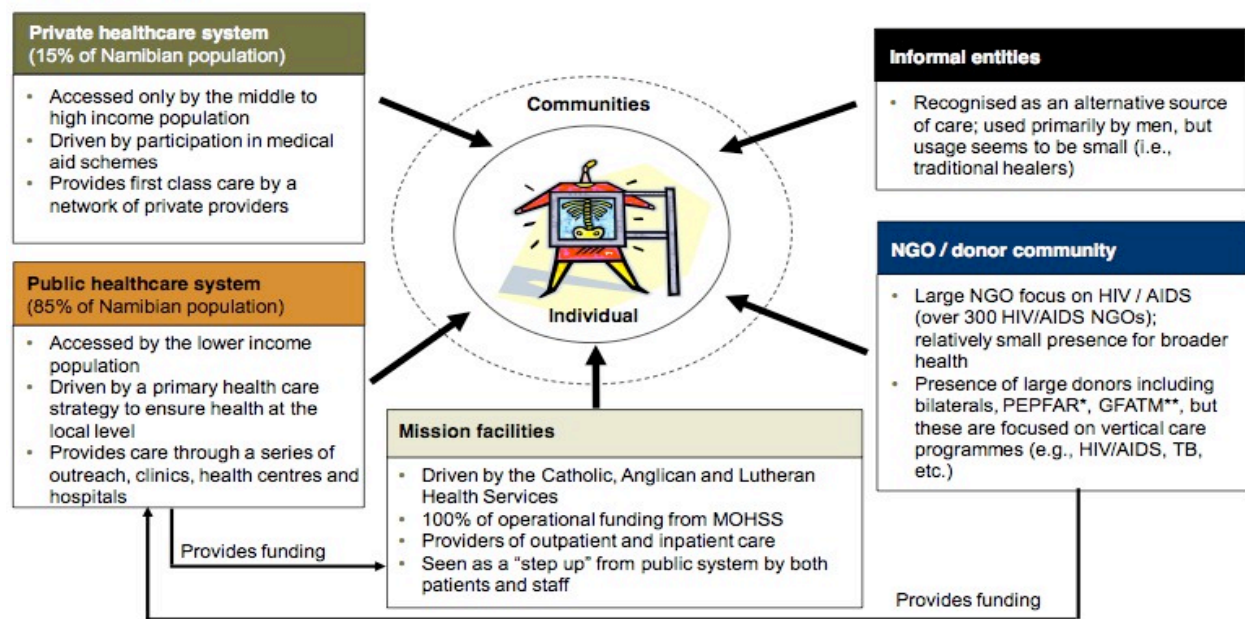 Private healthcare system
(15% of Namibian population)
• Accessed only by the middle to
high income population
• Driven by participation in medical
aid schemes
• Provides first class care by a
network of private providers
Public healthcare system
(85% of Namibian population)
• Accessed by the lower income
population
• Driven by a primary health care
strategy to ensure health at the
local level
• Provides care through a series of
outreach, clinics, health centres and
hospitals
Communities
Individual
Informal entities
• Recognised as an alternative source
of care; used primarily by men, but
usage seems to be small (i.e.,
traditional healers)
NGO / donor community
• Large NGO focus on HIV / AIDS
(over 300 HIV/AIDS NGOs);
relatively small presence for broader
health
• Presence of large donors including
bilaterals, PEPFAR*, GFATM**, but
these are focused on vertical care
programmes (e.g., HIV/AIDS, TB,
etc.)
Mission facilities
• Driven by the Catholic, Anglican and Lutheran
Health Services
• 100% of operational funding from MOHSS
• Providers of outpatient and inpatient care
• Seen as a “step up” from public system by both
patients and staff
Provides funding
Provides funding